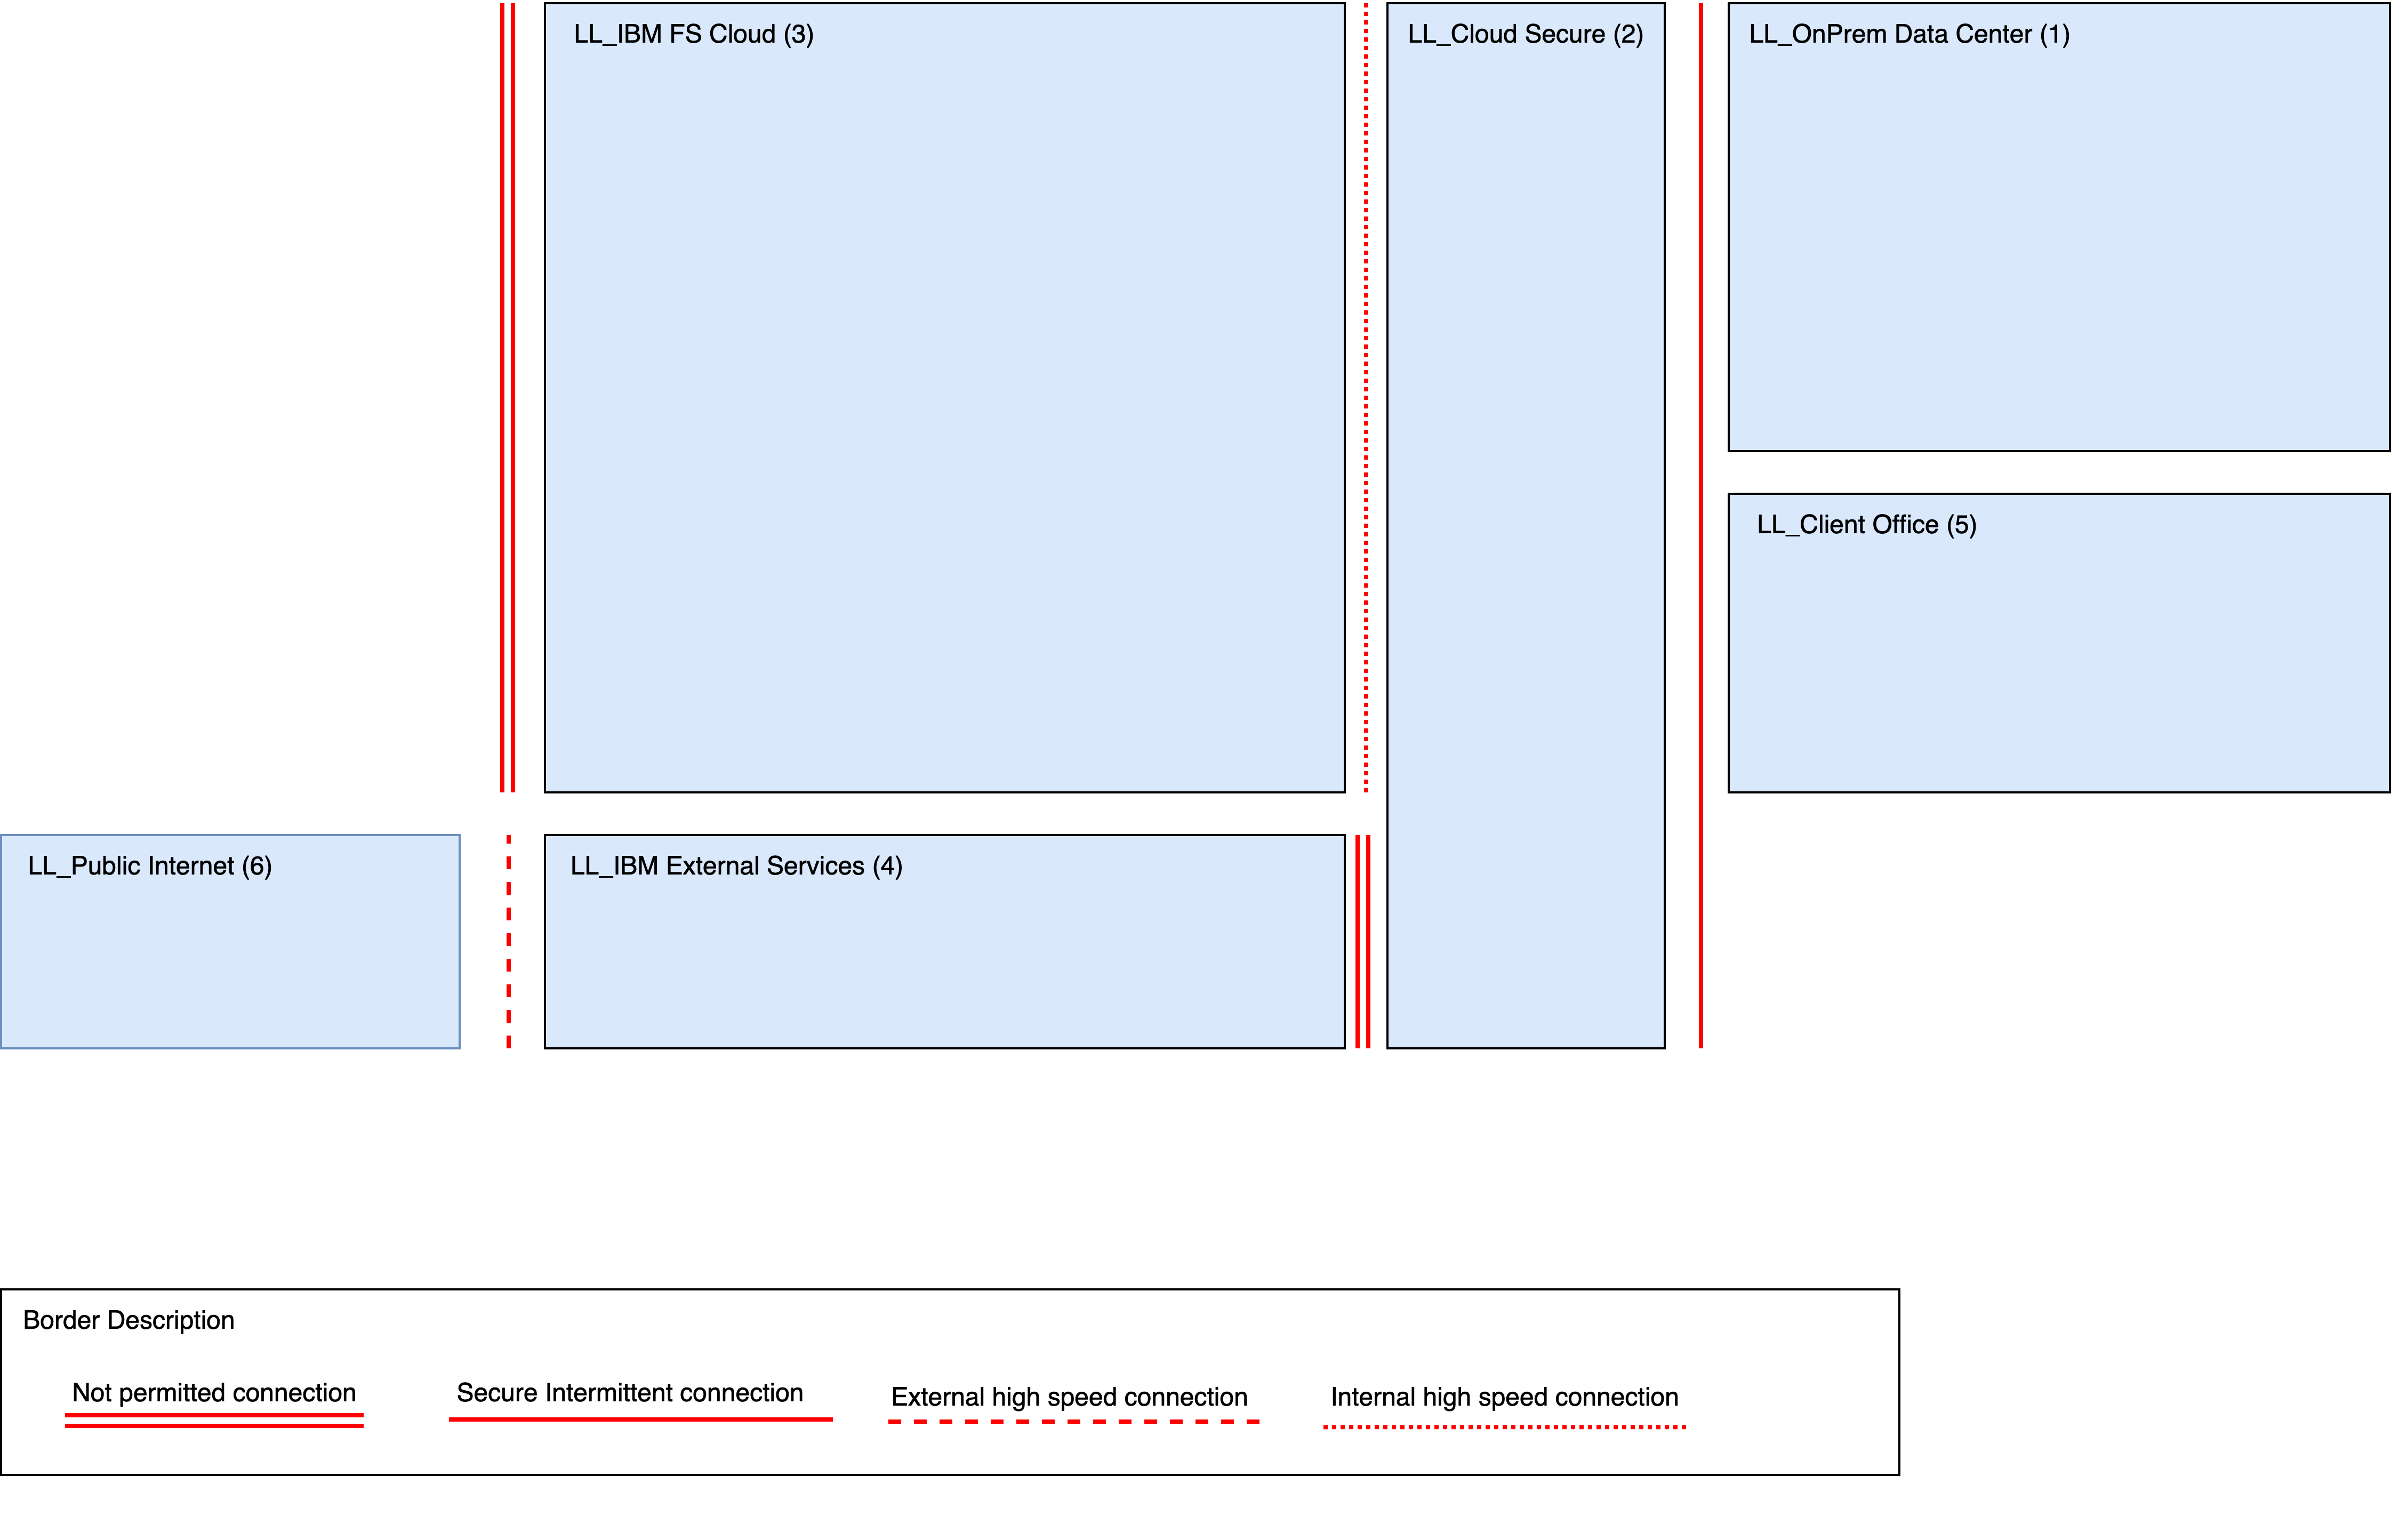 LL_IBM FS Cloud (3)
LL_Cloud Secure (2)
LL_OnPrem Data Center (1)
LL_Client Office (5)
LL_Public Internet (6)
LL_IBM External Services (4)
Border Description
Not permitted connection
Secure Intermittent connection
External high speed connection
Internal high speed connection